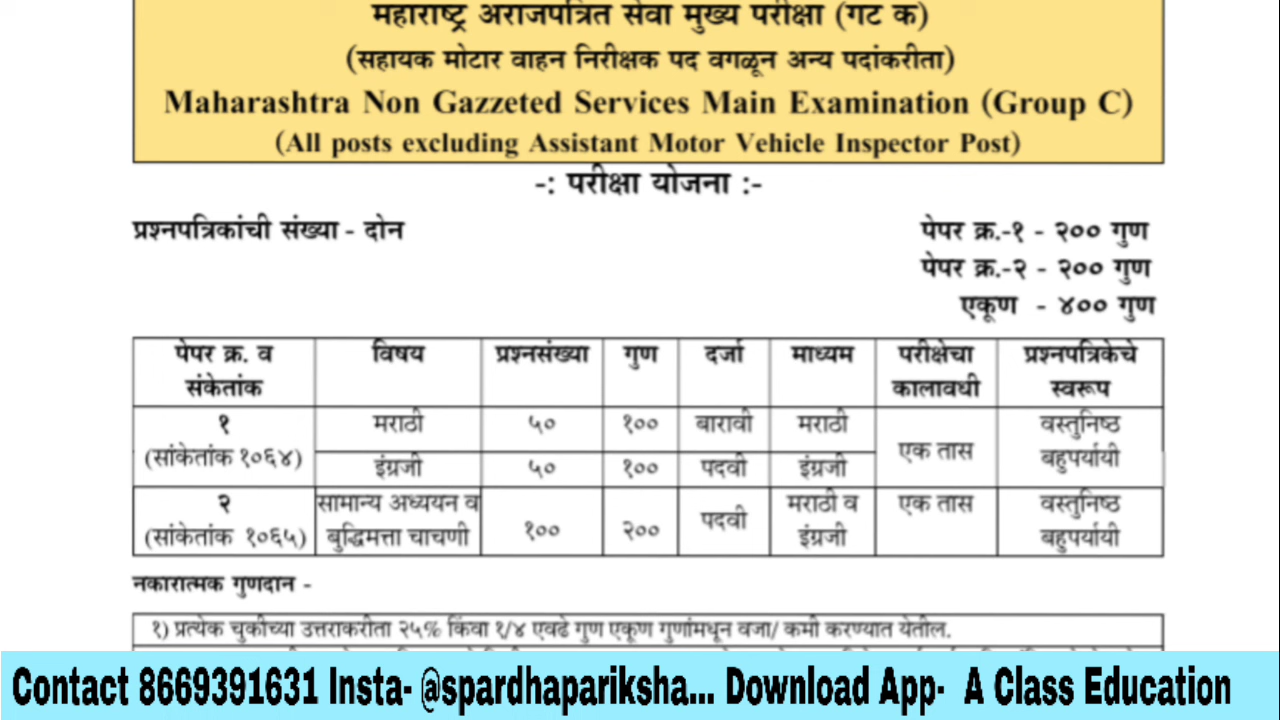 महाराष्ट्र अराजपत्रित सेवा मुख्य परीक्षा (गट क)
(सहायक मोटार वाहन निरीक्षक पद वगळून अन्य पदांकरीता)
Maharashtra Non Gazzeted Services Main Examination (Group C)
(All posts excluding Assistant Motor Vehicle Inspector Post)
-: परीक्षा योजना :-
प्रश्नपत्रिकांची संख्या - दोन
पेपर क्र.-१ - २०० गुण
पेपर क्र.-२ - २०० गुण
एकूण - ४०० गुण
पेपर क्र. व संकेतांक विषय प्रश्नसंख्या गुण दर्जा माध्यम परीक्षेचा कालावधी प्रश्नपत्रिकेचे स्वरूप
१ (सांकेतांक १०६४) मराठी ५० १०० बारावी मराठी एक तास वस्तुनिष्ठ बहुपर्यायी
इंग्रजी ५० १०० पदवी इंग्रजी
२ (सांकेतांक १०६५) सामान्य अध्ययन व बुद्धिमत्ता चाचणी १०० २०० पदवी मराठी व इंग्रजी एक तास वस्तुनिष्ठ बहुपर्यायी
नकारात्मक गुणदान -
१) प्रत्येक चुकीच्या उत्तराकरीता २५% किंवा १/४ एवढे गुण एकूण गुणांमधून वजा/ कमी करण्यात येतील.
Contact 8669391631 Insta- @spardhapariksha... Download App- A Class Education